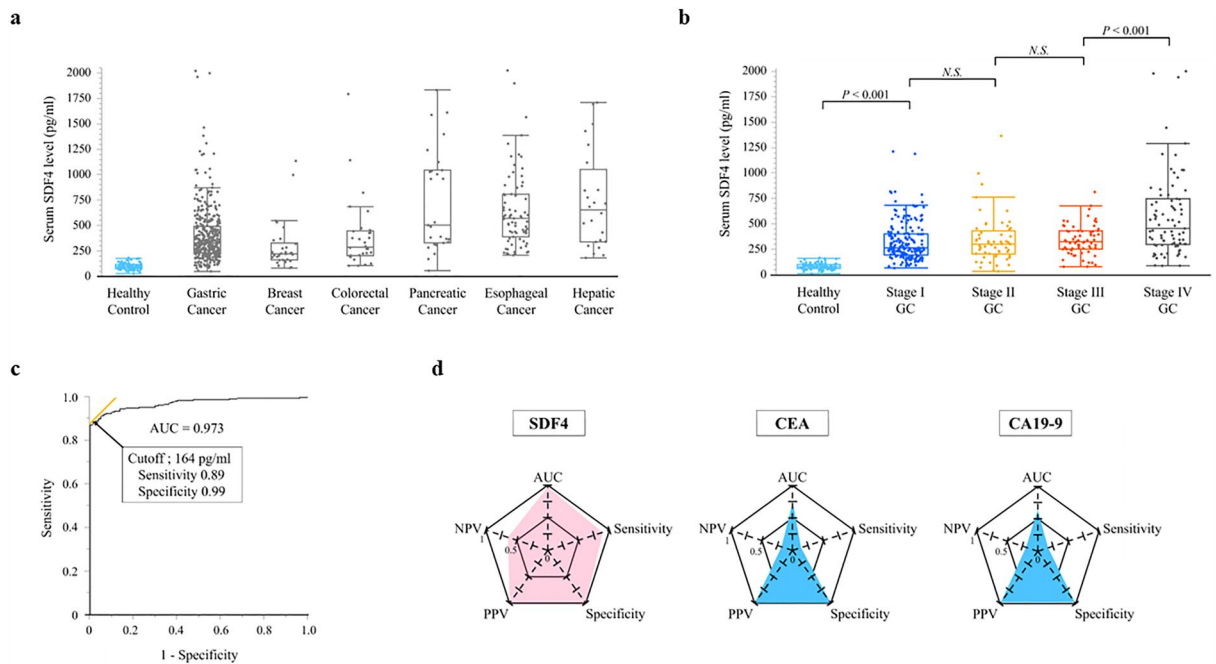 a
Serum SDF4 level (pg/ml)
2000
1750
1500
1250
1000
750
500
250
0
Healthy
Control
Gastric
Cancer
Breast
Cancer
Colorectal
Cancer
Pancreatic
Cancer
Esophageal
Cancer
Hepatic
Cancer
b
Serum SDF4 level (pg/ml)
2000
1750
1500
1250
1000
750
500
250
0
P < 0.001
N.S.
N.S.
P < 0.001
Healthy
Control
Stage I
GC
Stage II
GC
Stage III
GC
Stage IV
GC
c
Sensitivity
1.0
0.8
0.6
0.4
0.2
0
AUC = 0.973
Cutoff ; 164 pg/ml
Sensitivity 0.89
Specificity 0.99
0
0.2
0.4
0.6
0.8
1.0
1 - Specificity
d
SDF4
AUC
NPV
Sensitivity
1
0.5
0
PPV
Specificity
CEA
AUC
NPV
Sensitivity
1
0.5
0
PPV
Specificity
CA19-9
AUC
NPV
Sensitivity
1
0.5
0
PPV
Specificity